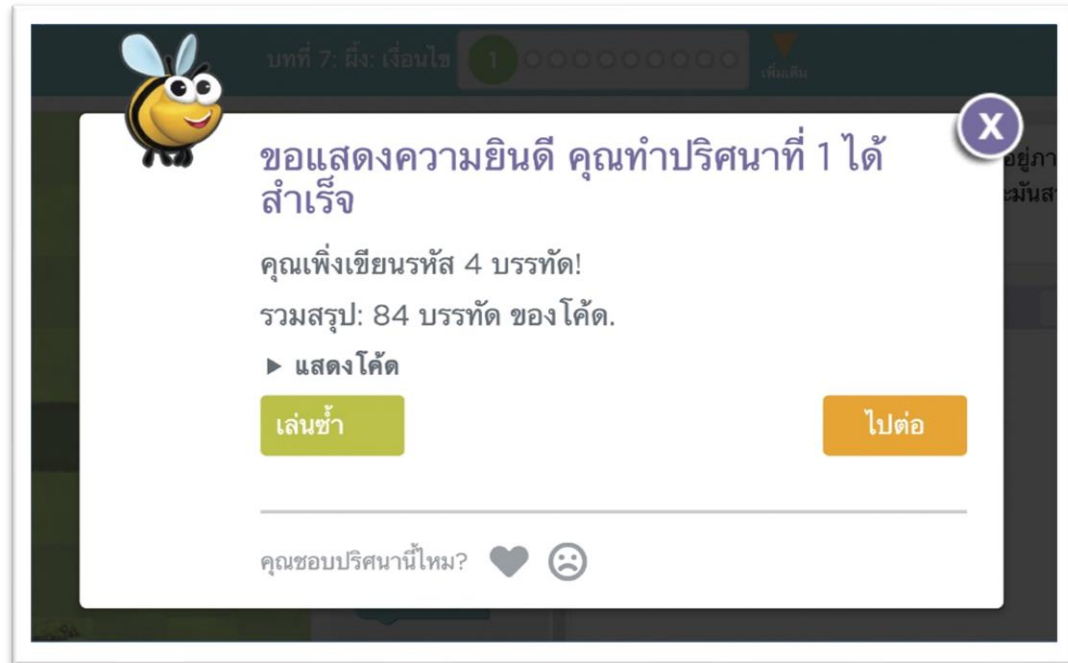 บทที่ 7: ผึ้ง: เงื่อนไข 1 เพิ่มเติม
X
ขอแสดงความยินดี คุณทำปริศนาที่ 1 ได้
สำเร็จ
คุณเพิ่งเขียนรหัส 4 บรรทัด!
รวมสรุป: 84 บรรทัด ของโค้ด.
แสดงโค้ด
เล่นซ้ำ ไปต่อ
คุณชอบปริศนานี้ไหม?